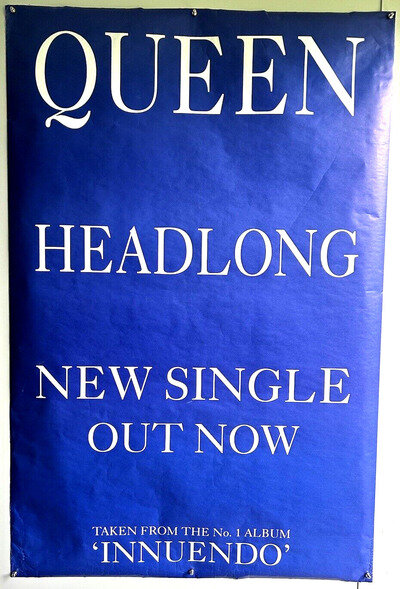 QUEEN
HEADLONG
NEW SINGLE
OUT NOW
TAKEN FROM THE No. 1 ALBUM
‘INNUENDO’